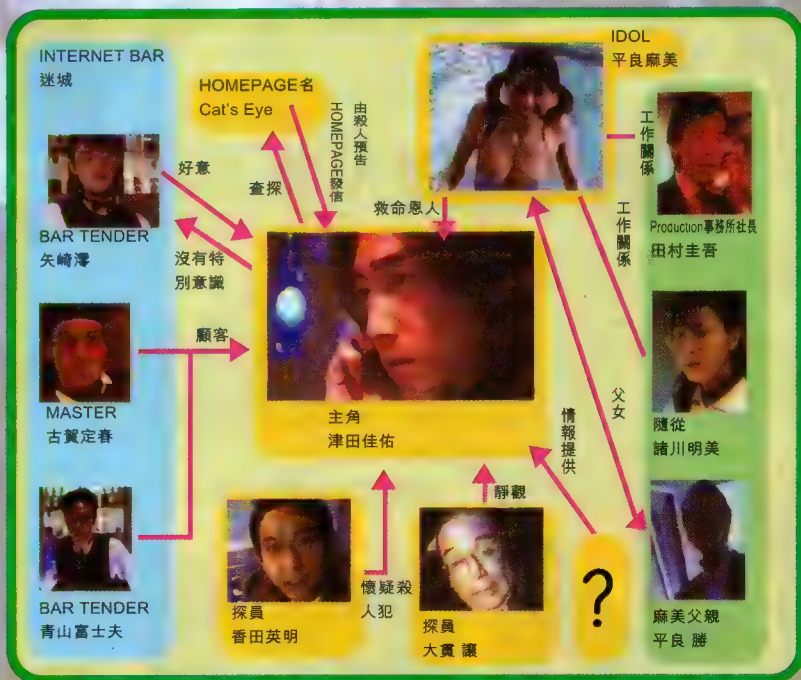 INTERNET BAR
迷城
BAR TENDER
矢崎澪
MASTER
古賀定春
BAR TENDER
青山富士夫
HOMEPAGE名
Cat's Eye
由殺人預告
HOMEPAGE發信
查探
好意
沒有特
別意識
顧客
救命恩人
IDOL
平良麻美
工作關係
工作關係
Production事務所社長
田村圭吾
隨從
諸川明美
父女
麻美父親
平良 勝
主角
津田佳佑
情報提供
靜觀
懷疑殺
人犯
探員
香田英明
探員
大貫 讓
?